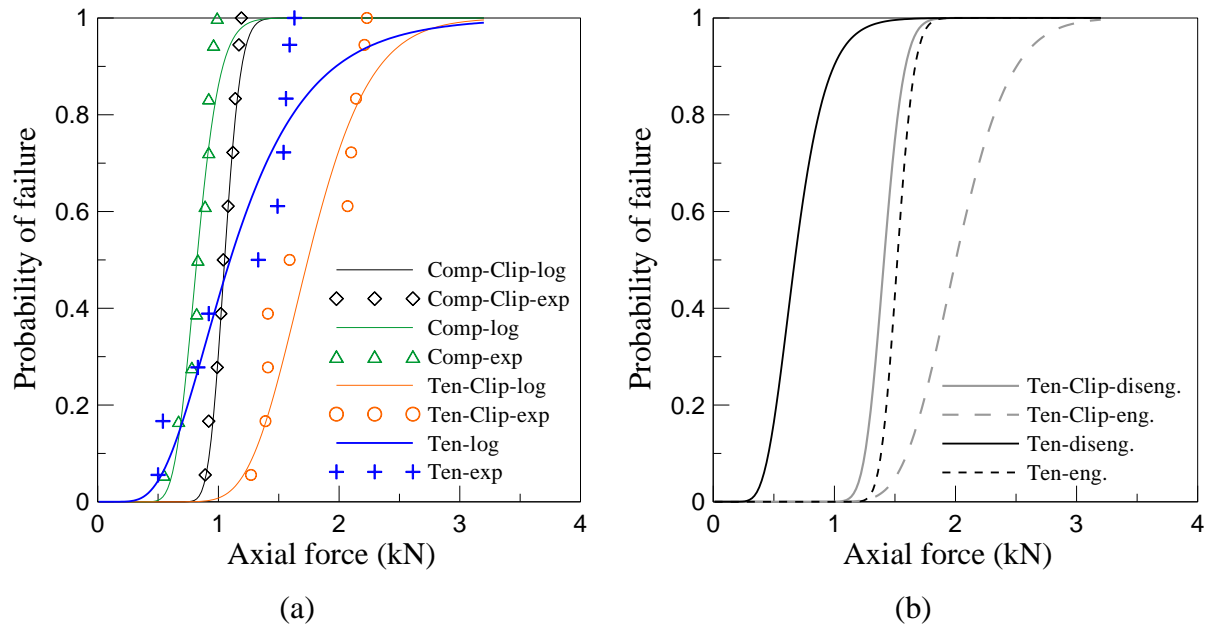 Probability of failure
1
0.8
0.6
0.4
0.2
0
0 1 2 3 4
Axial force (kN)
Comp-Clip-log
Comp-Clip-exp
Comp-log
Comp-exp
Ten-Clip-log
Ten-Clip-exp
Ten-log
Ten-exp
(a)
Probability of failure
1
0.8
0.6
0.4
0.2
0
0 1 2 3 4
Axial force (kN)
Ten-Clip-diseng.
Ten-Clip-eng.
Ten-diseng.
Ten-eng.
(b)